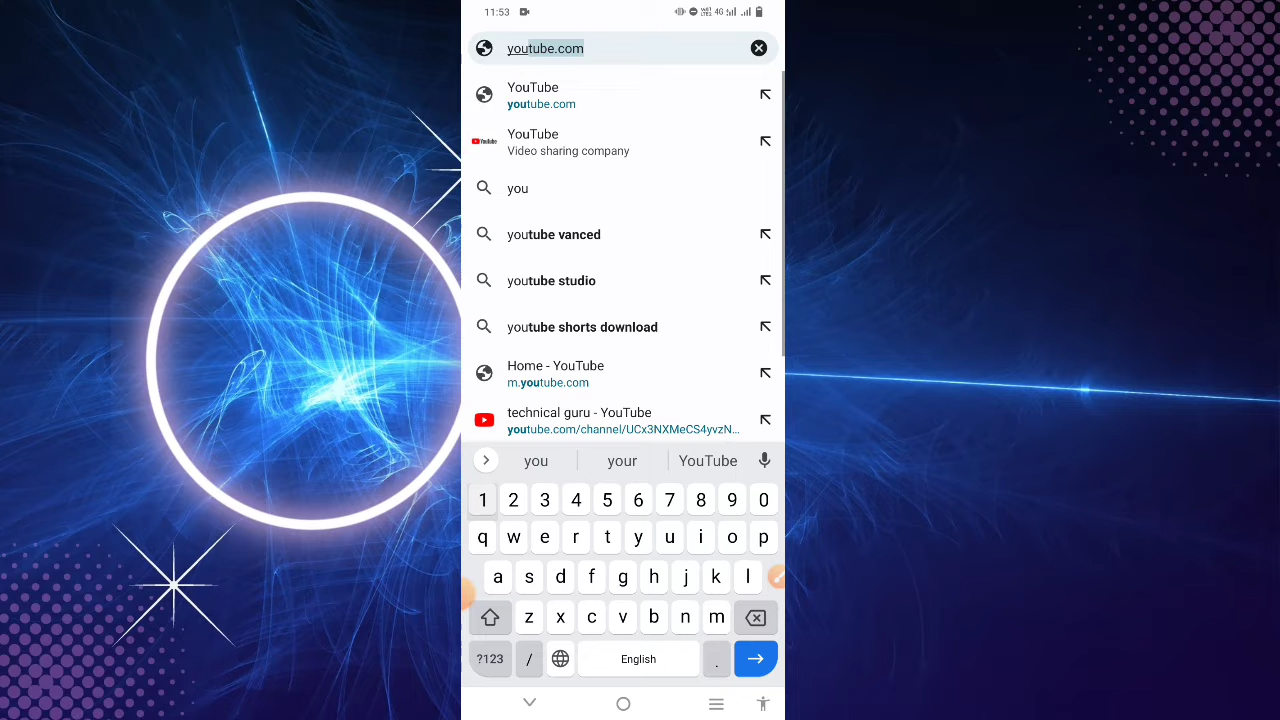 11:53
4G
youtube.com
YouTube
youtube.com
YouTube
Video sharing company
you
youtube vanced
youtube studio
youtube shorts download
Home - YouTube
m.youtube.com
technical guru - YouTube
youtube.com/channel/UCx3NXMeCS4yvzN...
you your YouTube
1 2 3 4 5 6 7 8 9 0
q w e r t y u i o p
a s d f g h j k l
z x c v b n m
?123 / English .